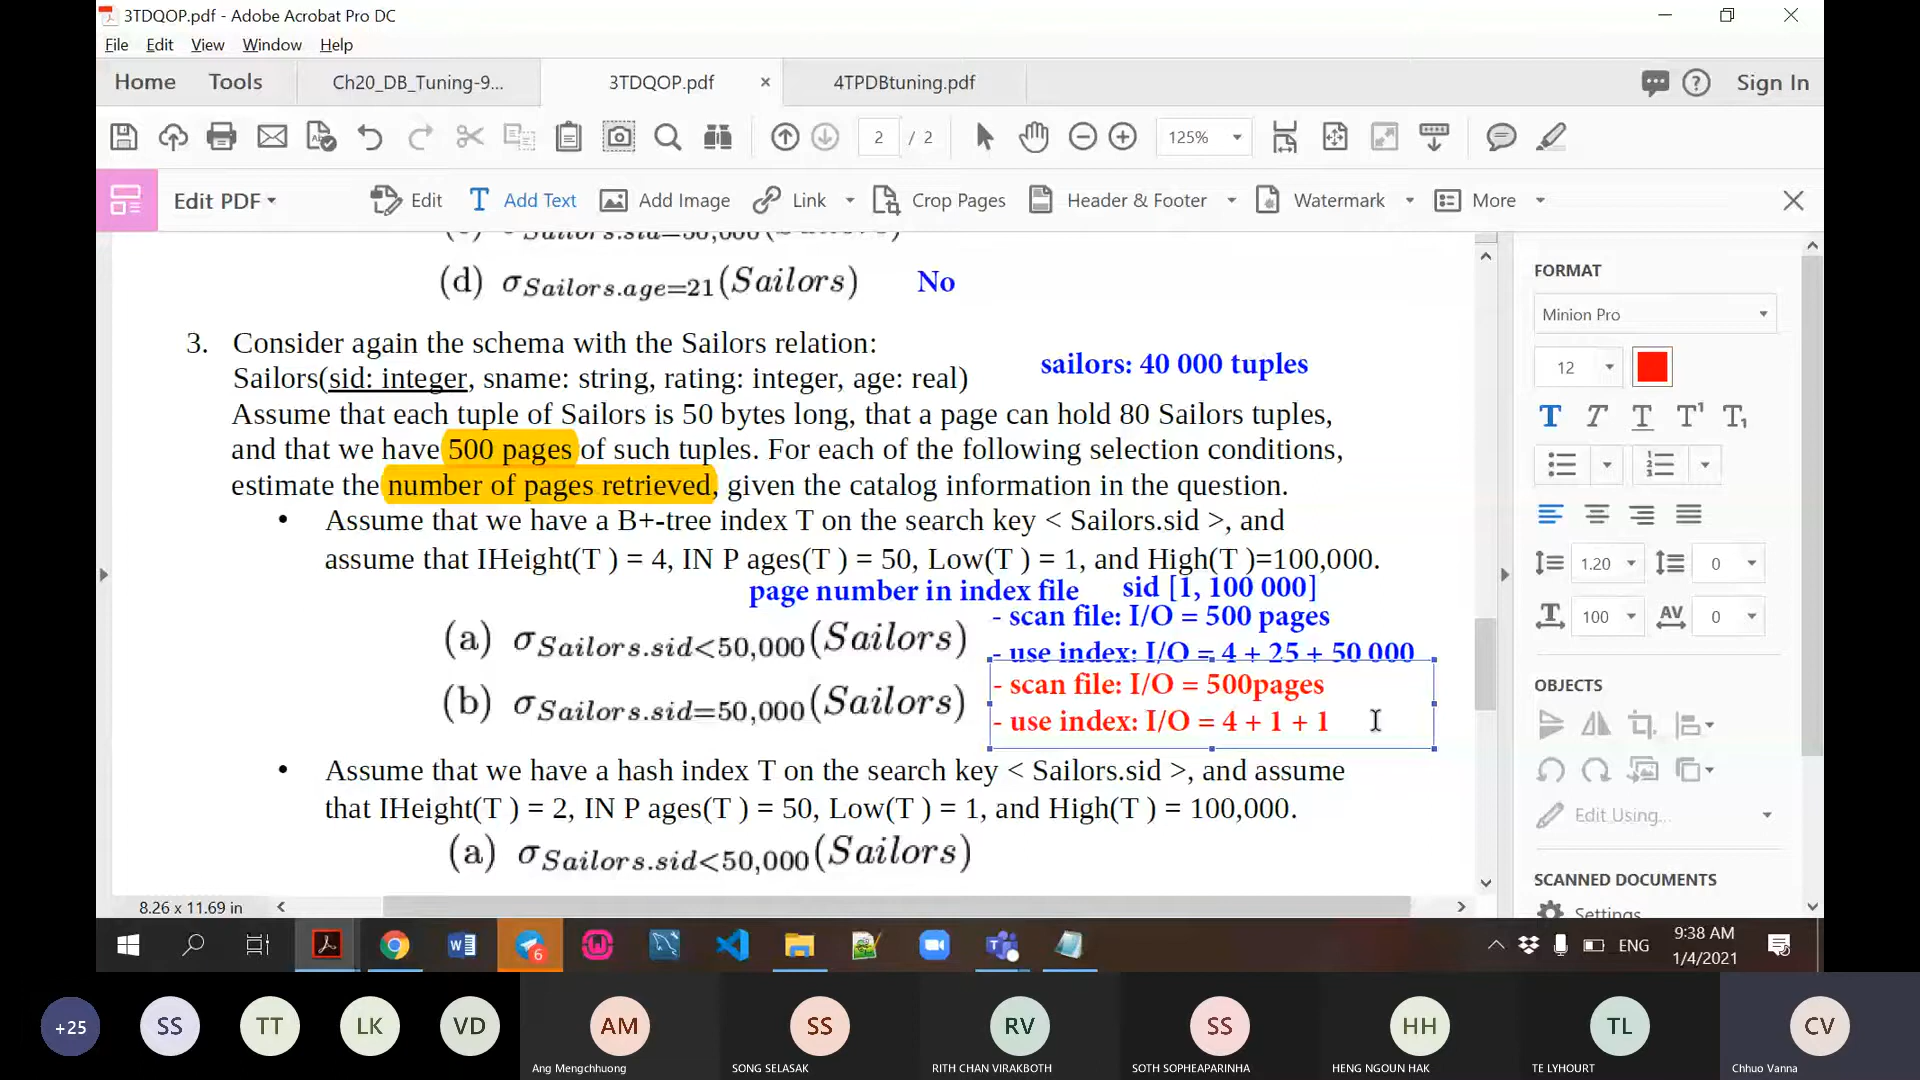 3TDQOP.pdf - Adobe Acrobat Pro DC
File Edit View Window Help
Home Tools Ch20_DB_Tuning-9... 3TDQOP.pdf × 4TPDBtuning.pdf Sign In
2 / 2 125%
Edit PDF Edit Add Text Add Image Link Crop Pages Header & Footer Watermark More
(d) σSailors.age=21(Sailors) No
3. Consider again the schema with the Sailors relation:
sailors: 40 000 tuples
Sailors(sid: integer, sname: string, rating: integer, age: real)
Assume that each tuple of Sailors is 50 bytes long, that a page can hold 80 Sailors tuples,
and that we have 500 pages of such tuples. For each of the following selection conditions,
estimate the number of pages retrieved, given the catalog information in the question.
• Assume that we have a B+-tree index T on the search key < Sailors.sid >, and
assume that IHeight(T ) = 4, IN P ages(T ) = 50, Low(T ) = 1, and High(T )=100,000.
page number in index file sid [1, 100 000]
- scan file: I/O = 500 pages
(a) σSailors.sid<50,000(Sailors)
- use index: I/O = 4 + 25 + 50 000
- scan file: I/O = 500pages
(b) σSailors.sid=50,000(Sailors)
- use index: I/O = 4 + 1 + 1
• Assume that we have a hash index T on the search key < Sailors.sid >, and assume
that IHeight(T ) = 2, IN P ages(T ) = 50, Low(T ) = 1, and High(T ) = 100,000.
(a) σSailors.sid<50,000(Sailors)
8.26 x 11.69 in
FORMAT
Minion Pro
12
1.20 0
100 0
OBJECTS
Edit Using...
SCANNED DOCUMENTS
Settings
6
ENG
9:38 AM
1/4/2021
+25 SS TT LK VD AM SS RV SS HH TL CV
Ang Mengchhuong SONG SELASAK RITH CHAN VIRAKBOTH SOTH SOPHEAPARINHA HENG NGOUN HAK TE LYHOURT Chhuo Vanna